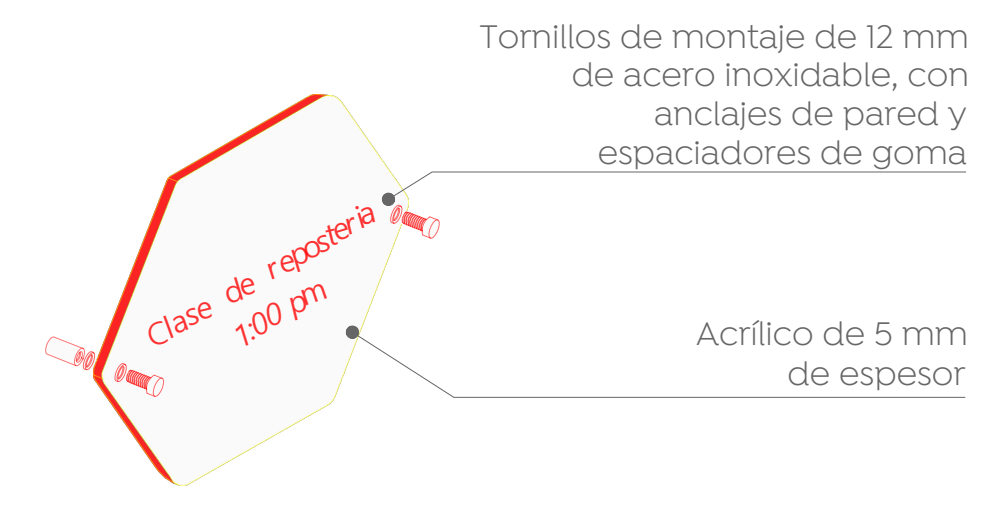 Tornillos de montaje de 12 mm
de acero inoxidable, con
anclajes de pared y
espaciadores de goma
Clase de reposteria
1:00 pm
Acrílico de 5 mm
de espesor